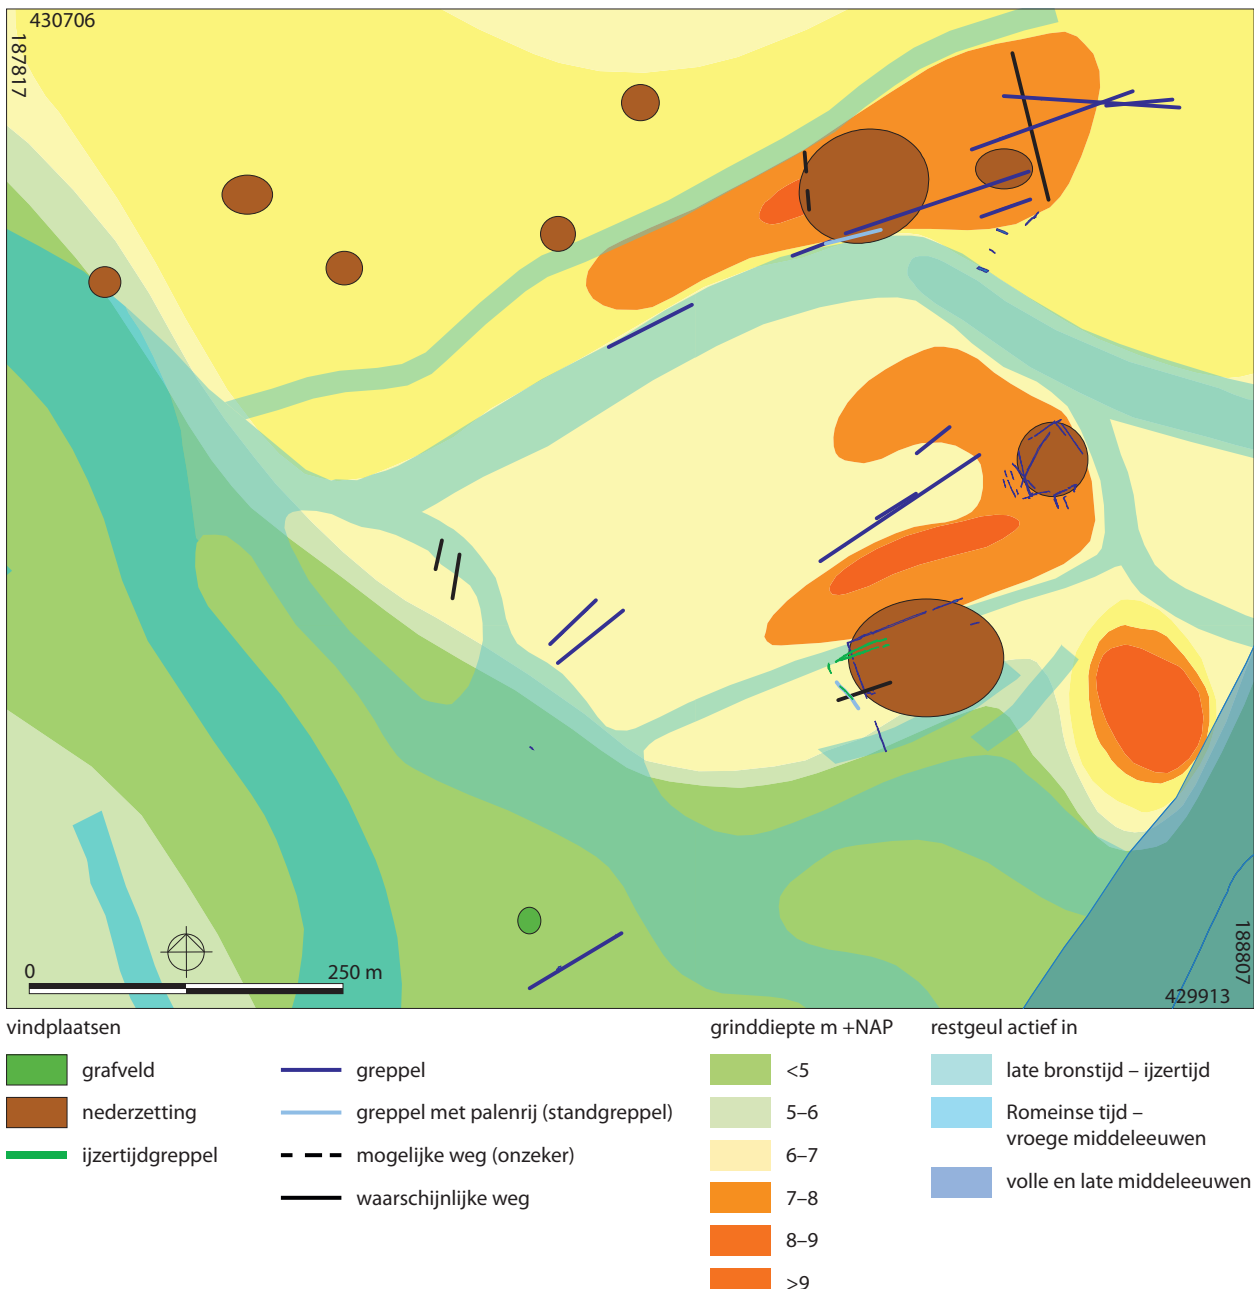 430706
187817
0
250 m
188807
429913
vindplaatsen
grafveld
nederzetting
ijzertijdgreppel
greppel
greppel met palenrij (standgreppel)
mogelijke weg (onzeker)
waarschijnlijke weg
grinddiepte m +NAP
<5
5–6
6–7
7–8
8–9
>9
restgeul actief in
late bronstijd – ijzertijd
Romeinse tijd –
vroege middeleeuwen
volle en late middeleeuwen